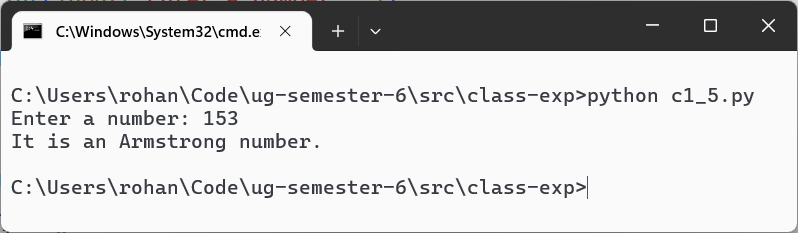 C:\Windows\System32\cmd.e
C:\Users\rohan\Code\ug-semester-6\src\class-exp>python c1_5.py
Enter a number: 153
It is an Armstrong number.
C:\Users\rohan\Code\ug-semester-6\src\class-exp>